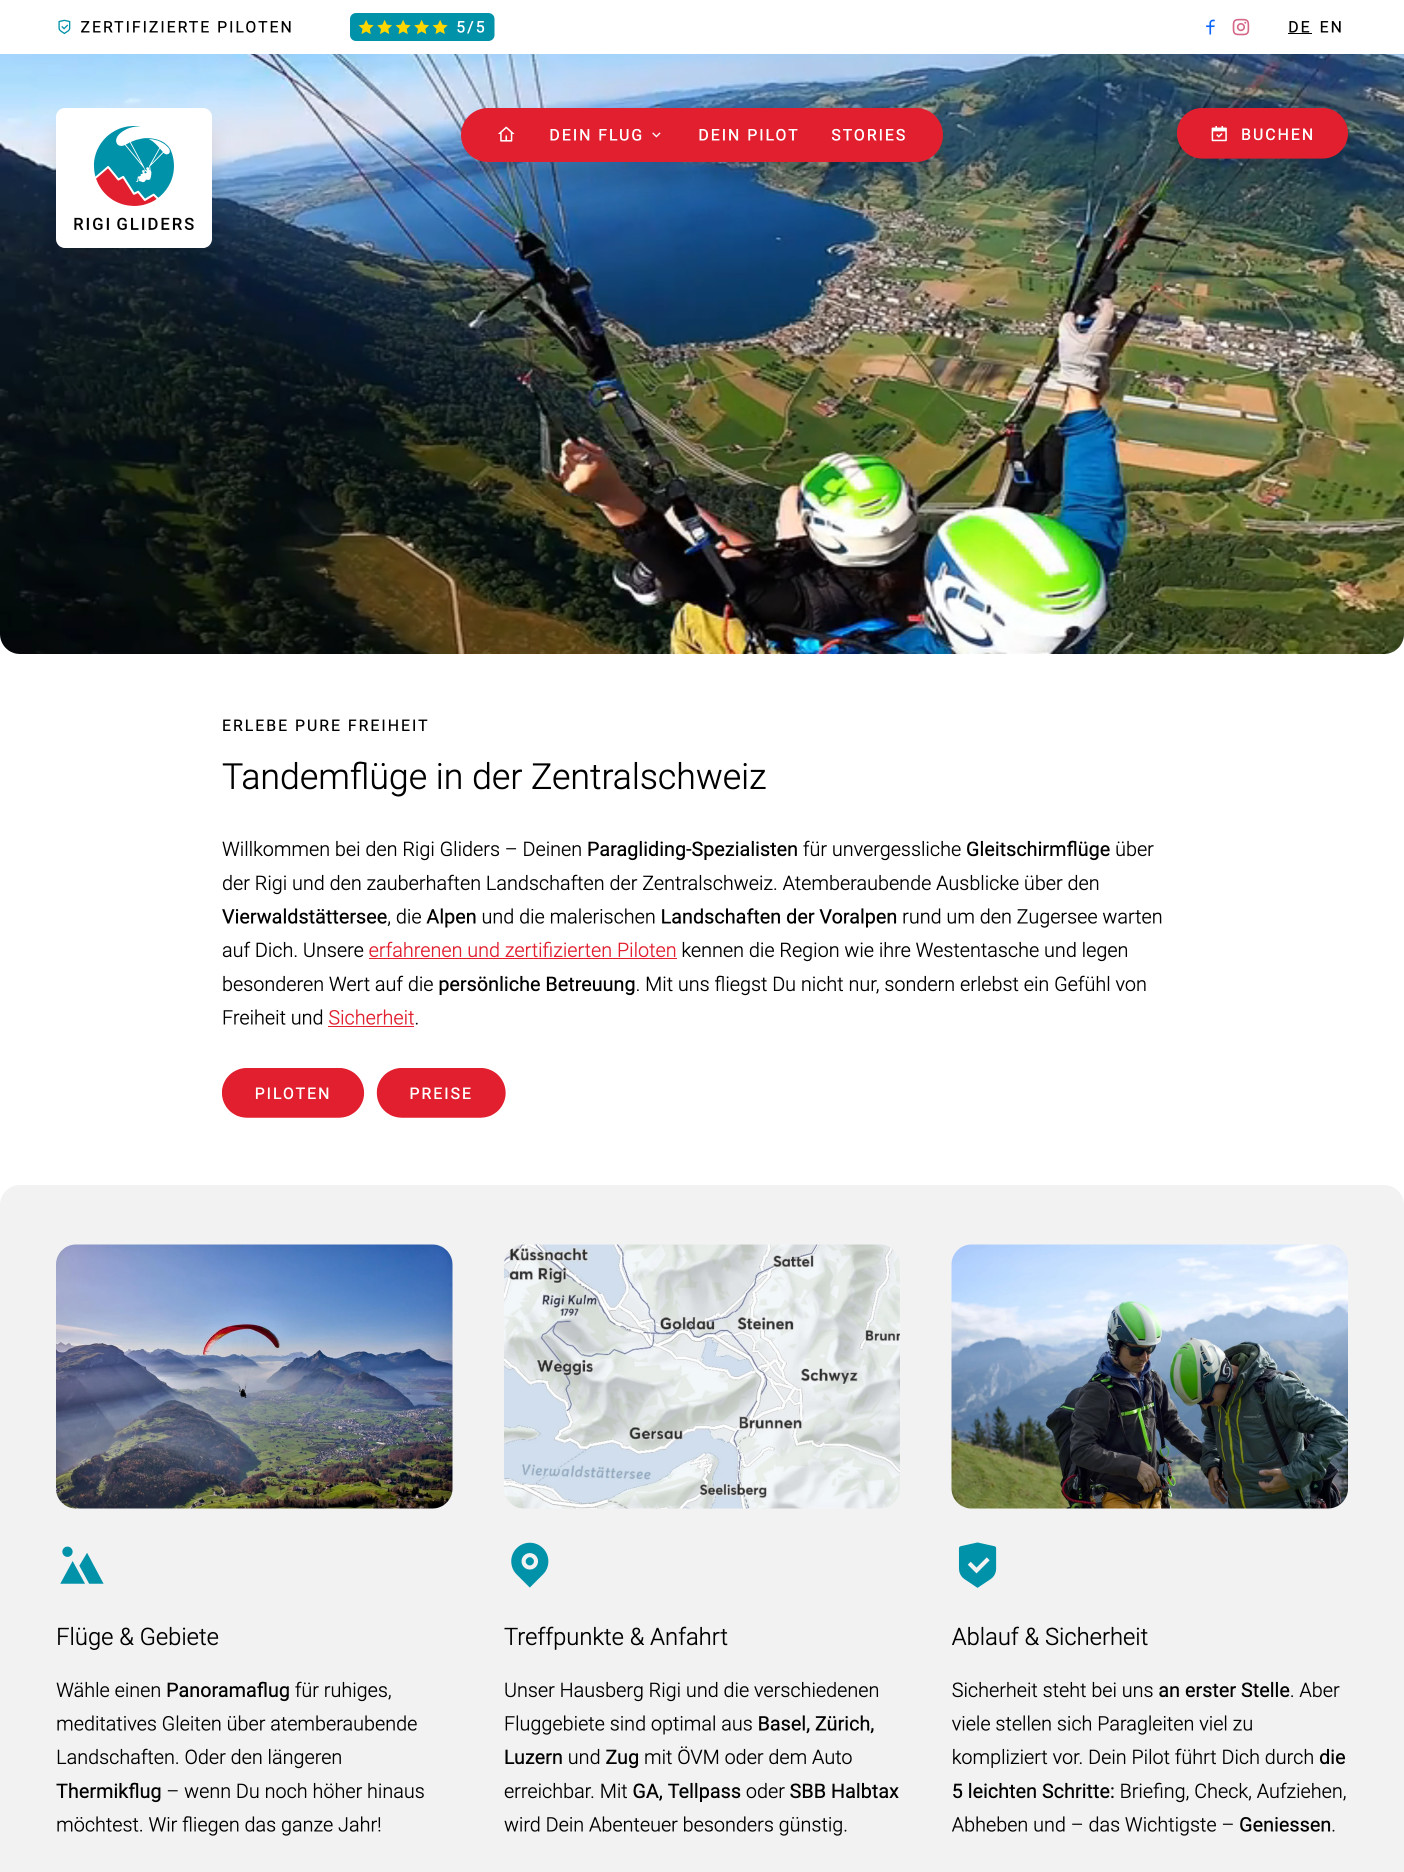 ZERTIFIZIERTE PILOTEN
5/5
DE EN
RIGI GLIDERS
DEIN FLUG
DEIN PILOT
STORIES
BUCHEN
ERLEBE PURE FREIHEIT
Tandemflüge in der Zentralschweiz
Willkommen bei den Rigi Gliders – Deinen Paragliding-Spezialisten für unvergessliche Gleitschirmflüge über
der Rigi und den zauberhaften Landschaften der Zentralschweiz. Atemberaubende Ausblicke über den
Vierwaldstättersee, die Alpen und die malerischen Landschaften der Voralpen rund um den Zugersee warten
auf Dich. Unsere erfahrenen und zertifizierten Piloten kennen die Region wie ihre Westentasche und legen
besonderen Wert auf die persönliche Betreuung. Mit uns fliegst Du nicht nur, sondern erlebst ein Gefühl von
Freiheit und Sicherheit.
PILOTEN
PREISE
Küssnacht
am Rigi
Sattel
Rigi Kulm
1797
Goldau
Steinen
Brunn
Weggis
Schwyz
Brunnen
Gersau
Vierwaldstättersee
Seelisberg
Flüge & Gebiete
Wähle einen Panoramaflug für ruhiges,
meditatives Gleiten über atemberaubende
Landschaften. Oder den längeren
Thermikflug – wenn Du noch höher hinaus
möchtest. Wir fliegen das ganze Jahr!
Treffpunkte & Anfahrt
Unser Hausberg Rigi und die verschiedenen
Fluggebiete sind optimal aus Basel, Zürich,
Luzern und Zug mit ÖVM oder dem Auto
erreichbar. Mit GA, Tellpass oder SBB Halbtax
wird Dein Abenteuer besonders günstig.
Ablauf & Sicherheit
Sicherheit steht bei uns an erster Stelle. Aber
viele stellen sich Paragleiten viel zu
kompliziert vor. Dein Pilot führt Dich durch die
5 leichten Schritte: Briefing, Check, Aufziehen,
Abheben und – das Wichtigste – Geniessen.